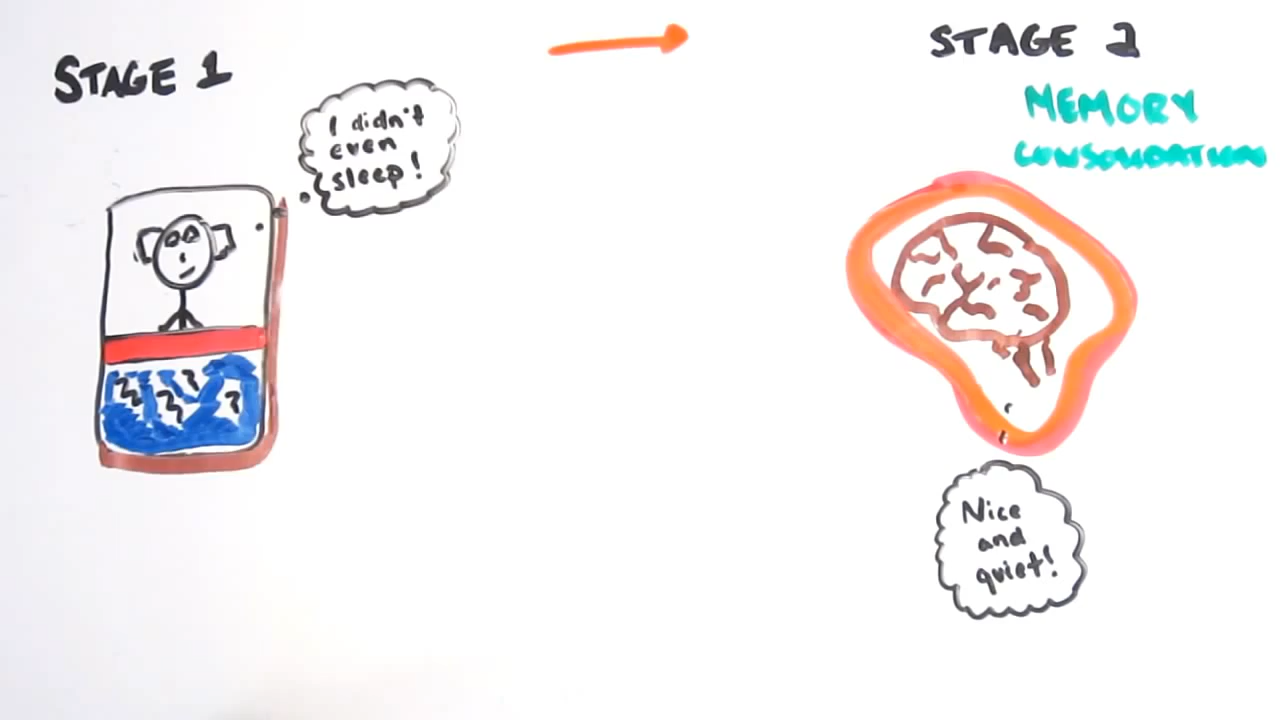 STAGE 1
I didn't
even
sleep!
STAGE 2
MEMORY
CONSOLIDATION
Nice
and
quiet!